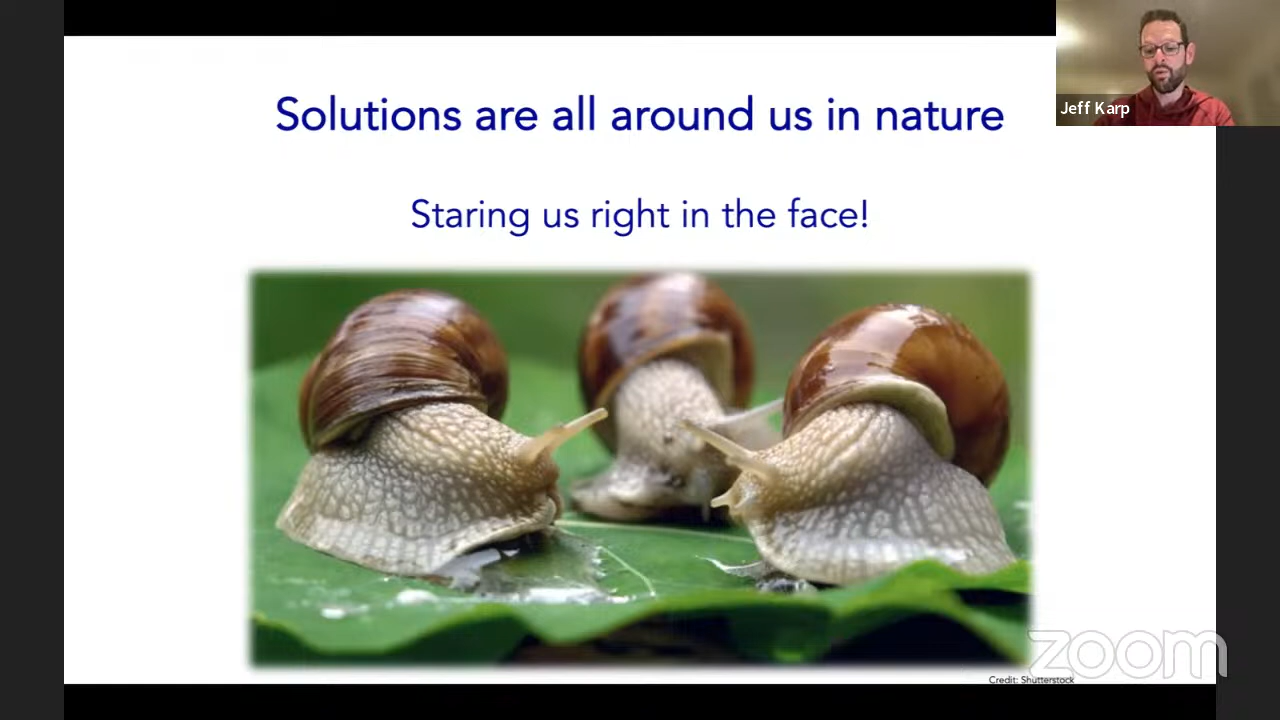 Solutions are all around us in nature
Jeff Karp
Staring us right in the face!
zoom
Credit: Shutterstock